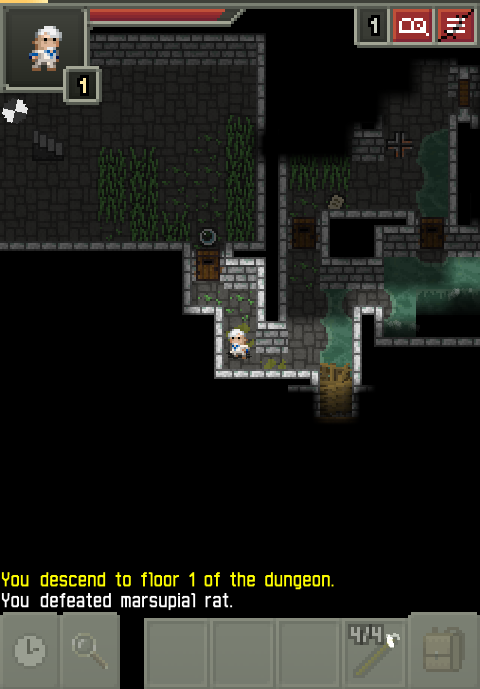 1
1
You descend to floor 1 of the dungeon.
You defeated marsupial rat.
4/4